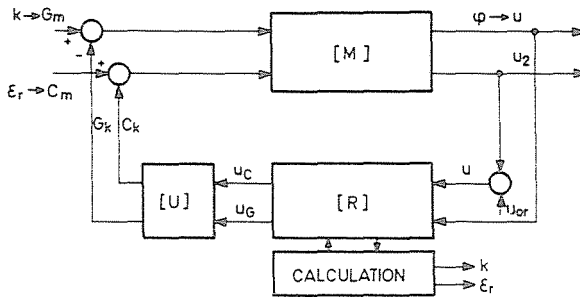 k→Gm
φ→u
+
-
[M]
+
u2
εr→Cm
Gk
Ck
uC
u
[U]
[R]
uG
uor
CALCULATION
k
εr